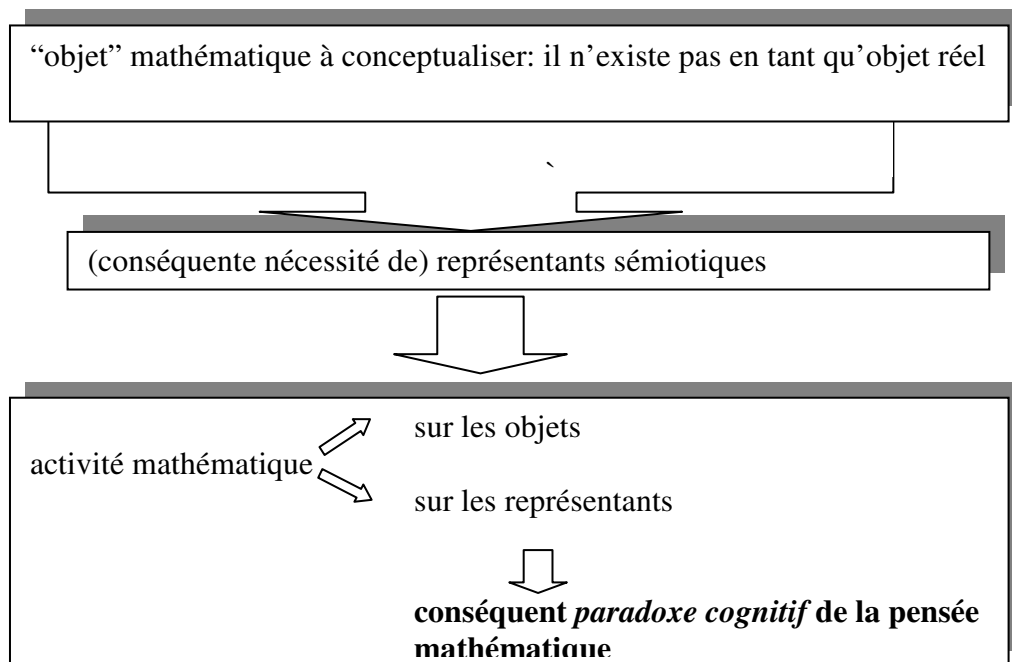 “objet” mathématique à conceptualiser: il n’existe pas en tant qu’objet réel
`
(conséquente nécessité de) représentants sémiotiques
sur les objets
activité mathématique
sur les représentants
conséquent paradoxe cognitif de la pensée
mathématique